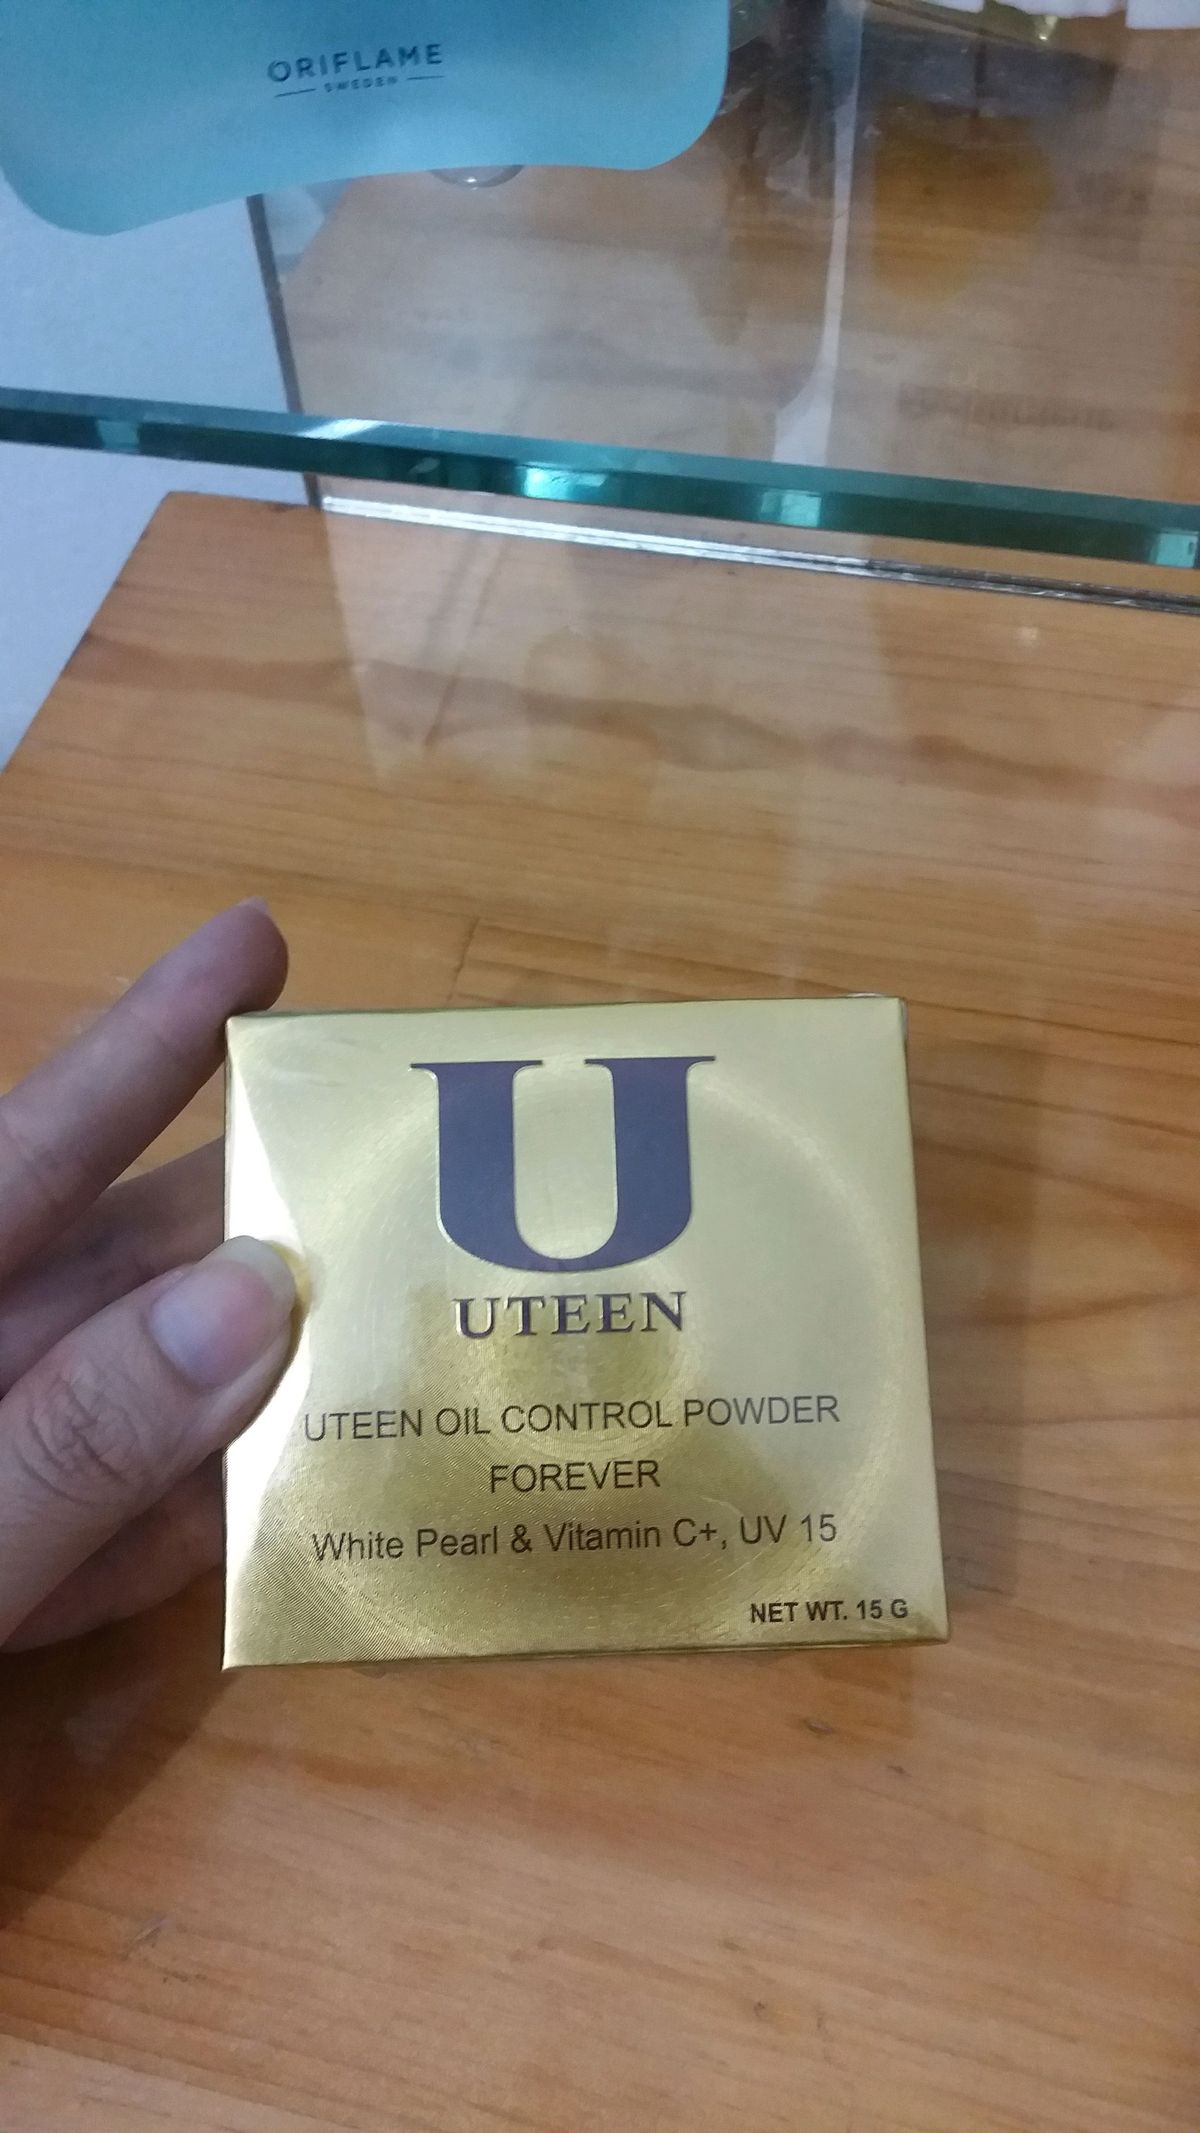 ORIFLAME
SWEDEN
U
UTEEN
UTEEN OIL CONTROL POWDER
FOREVER
White Pearl & Vitamin C+, UV 15
NET WT. 15 G